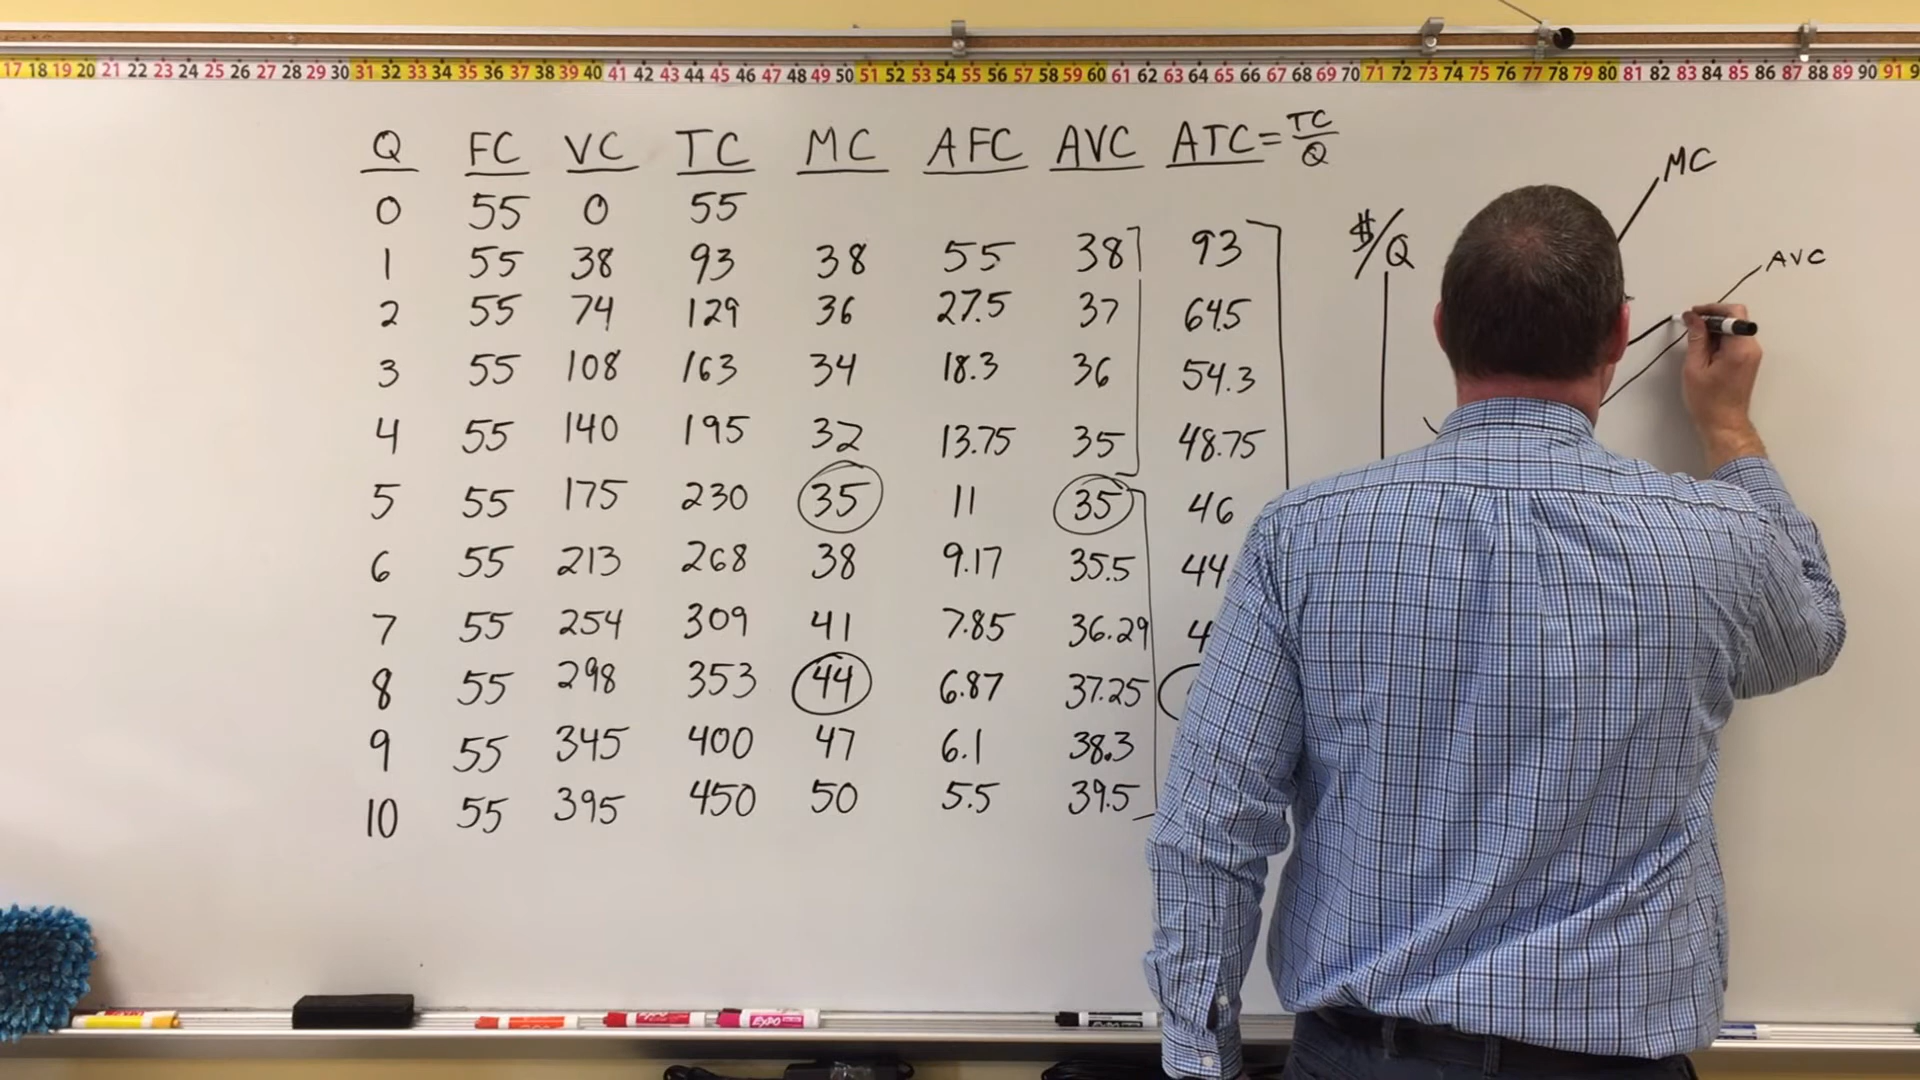 17 18 19 20 21 22 23 24 25 26 27 28 29 30 31 32 33 34 35 36 37 38 39 40 41 42 43 44 45 46 47 48 49 50 51 52 53 54 55 56 57 58 59 60 61 62 63 64 65 66 67 68 69 70 71 72 73 74 75 76 77 78 79 80 81 82 83 84 85 86 87 88 89 90 91
Q FC VC TC MC AFC AVC ATC = TC/Q
0 55 0 55
1 55 38 93 38 55 38 93
2 55 74 129 36 27.5 37 64.5
3 55 108 163 34 18.3 36 54.3
4 55 140 195 32 13.75 35 48.75
5 55 175 230 35 11 35 46
6 55 213 268 38 9.17 35.5 44
7 55 254 309 41 7.85 36.29 4
8 55 298 353 44 6.87 37.25
9 55 345 400 47 6.1 38.3
10 55 395 450 50 5.5 39.5
$/Q
MC
AVC
EXPO